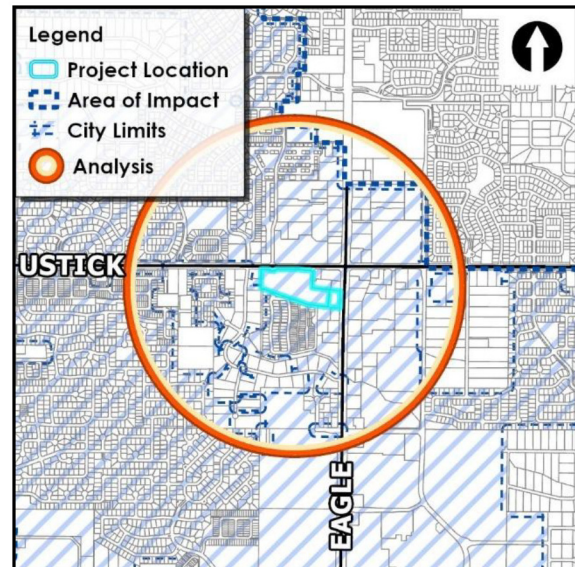 Legend
Project Location
Area of Impact
City Limits
Analysis
USTICK
EAGLE